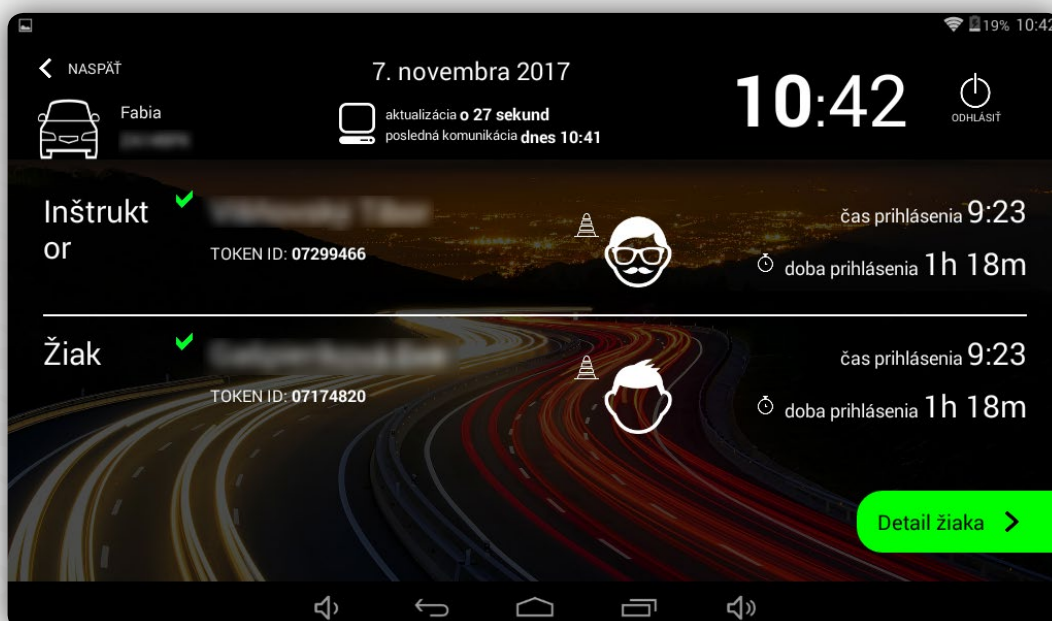 19% 10:42
NASPÄŤ
7. novembra 2017
10:42
ODHLÁSIŤ
Fabia
aktualizácia o 27 sekund
posledná komunikácia dnes 10:41
Inštrukt
or
TOKEN ID: 07299466
čas prihlásenia 9:23
doba prihlásenia 1h 18m
Žiak
TOKEN ID: 07174820
čas prihlásenia 9:23
doba prihlásenia 1h 18m
Detail žiaka